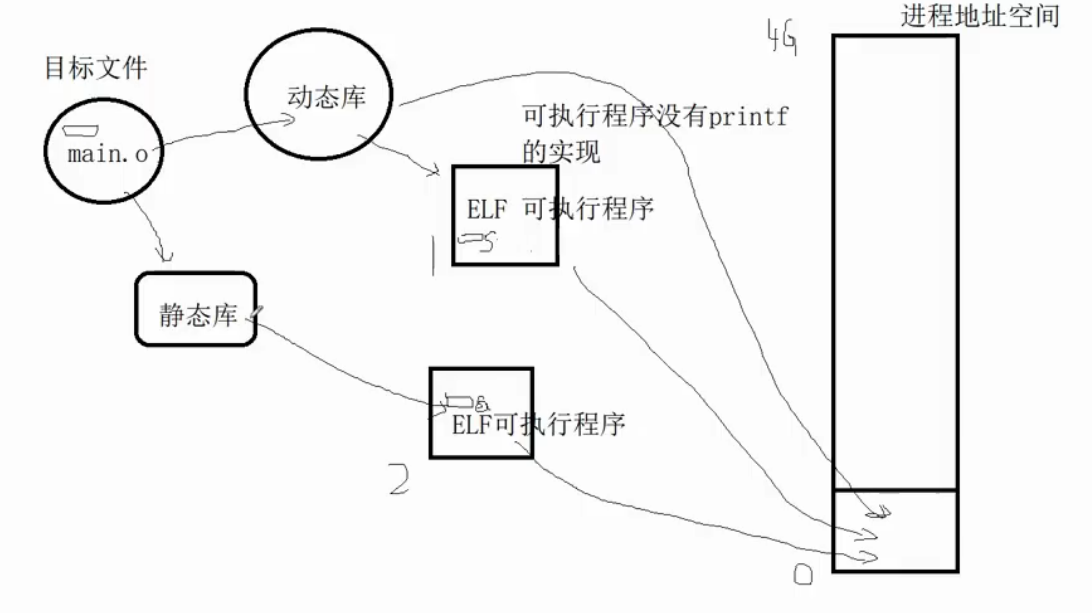 进程地址空间
4G
目标文件
动态库
可执行程序没有printf
的实现
main.o
ELF 可执行程序
1
静态库
ELF可执行程序
2
0